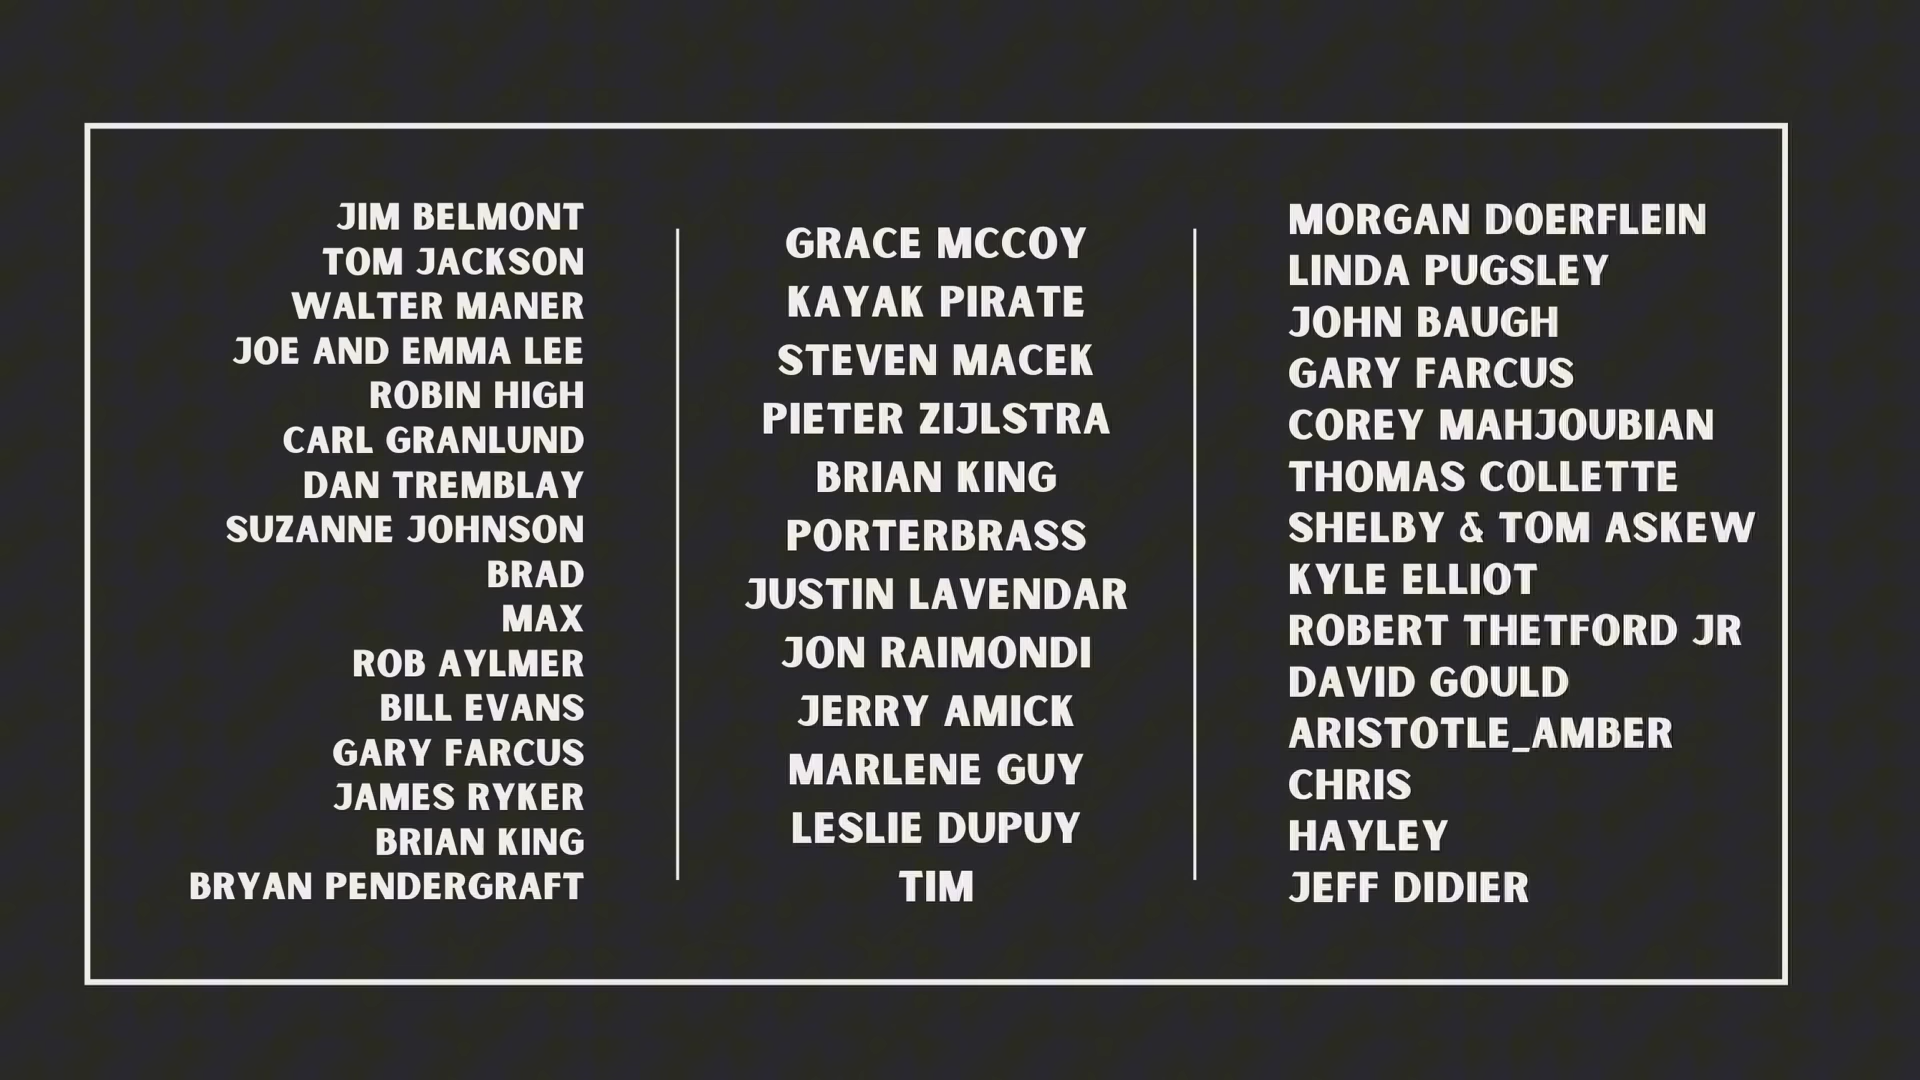 JIM BELMONT
TOM JACKSON
WALTER MANER
JOE AND EMMA LEE
ROBIN HIGH
CARL GRANLUND
DAN TREMBLAY
SUZANNE JOHNSON
BRAD
MAX
ROB AYLMER
BILL EVANS
GARY FARCUS
JAMES RYKER
BRIAN KING
BRYAN PENDERGRAFT
GRACE MCCOY
KAYAK PIRATE
STEVEN MACEK
PIETER ZIJLSTRA
BRIAN KING
PORTERBRASS
JUSTIN LAVENDAR
JON RAIMONDI
JERRY AMICK
MARLENE GUY
LESLIE DUPUY
TIM
MORGAN DOERFLEIN
LINDA PUGSLEY
JOHN BAUGH
GARY FARCUS
COREY MAHJOUBIAN
THOMAS COLLETTE
SHELBY & TOM ASKEW
KYLE ELLIOT
ROBERT THETFORD JR
DAVID GOULD
ARISTOTLE_AMBER
CHRIS
HAYLEY
JEFF DIDIER